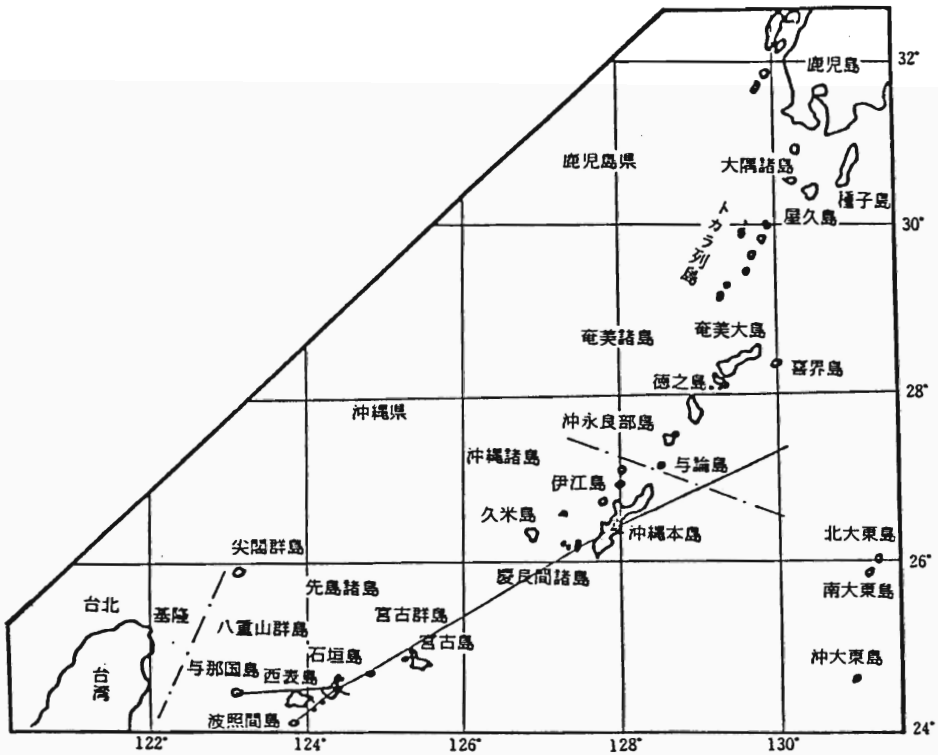 鹿児島
32°
鹿児島県
大隅諸島
種子島
屋久島
30°
トカラ列島
奄美大島
奄美諸島
喜界島
徳之島
28°
沖縄県
沖永良部島
沖縄諸島
与論島
伊江島
久米島
沖縄本島
北大東島
尖閣群島
26°
慶良間諸島
先島諸島
南大東島
台北
基隆
宮古群島
八重山群島
宮古島
石垣島
沖大東島
与那国島
西表島
台湾
波照間島
24°
122°
124°
126°
128°
130°